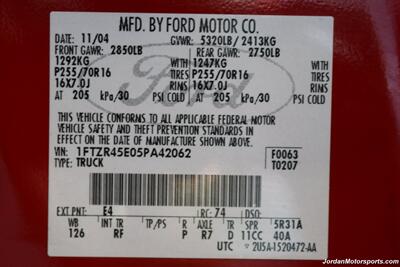 MFD. BY FORD MOTOR CO.
DATE: 11/04 GVWR: 5320LB/ 2413KG
FRONT GAWR: 2850LB REAR GAWR: 2750LB
1292KG WITH 1247KG WITH
P255/70R16 TIRES P255/70R16 TIRES
16X7.0J RIMS 16X7.0J RIMS
AT 205 kPa/30 PSI COLD AT 205 kPa/30 PSI COLD
THIS VEHICLE CONFORMS TO ALL APPLICABLE FEDERAL MOTOR
VEHICLE SAFETY AND THEFT PREVENTION STANDARDS IN
EFFECT ON THE DATE OF MANUFACTURE SHOWN ABOVE.
VIN: 1FTZR45E05PA42062 F0063
TYPE: TRUCK T0207
EXT PNT: E4 RC: 74 DSO:
WB INT TR TP/PS R AXLE TR SPR 5R31A
126 RF P R7 D 11CC 40A
UTC 2U5A-1520472-AA
Ford
JordanMotorsports.com